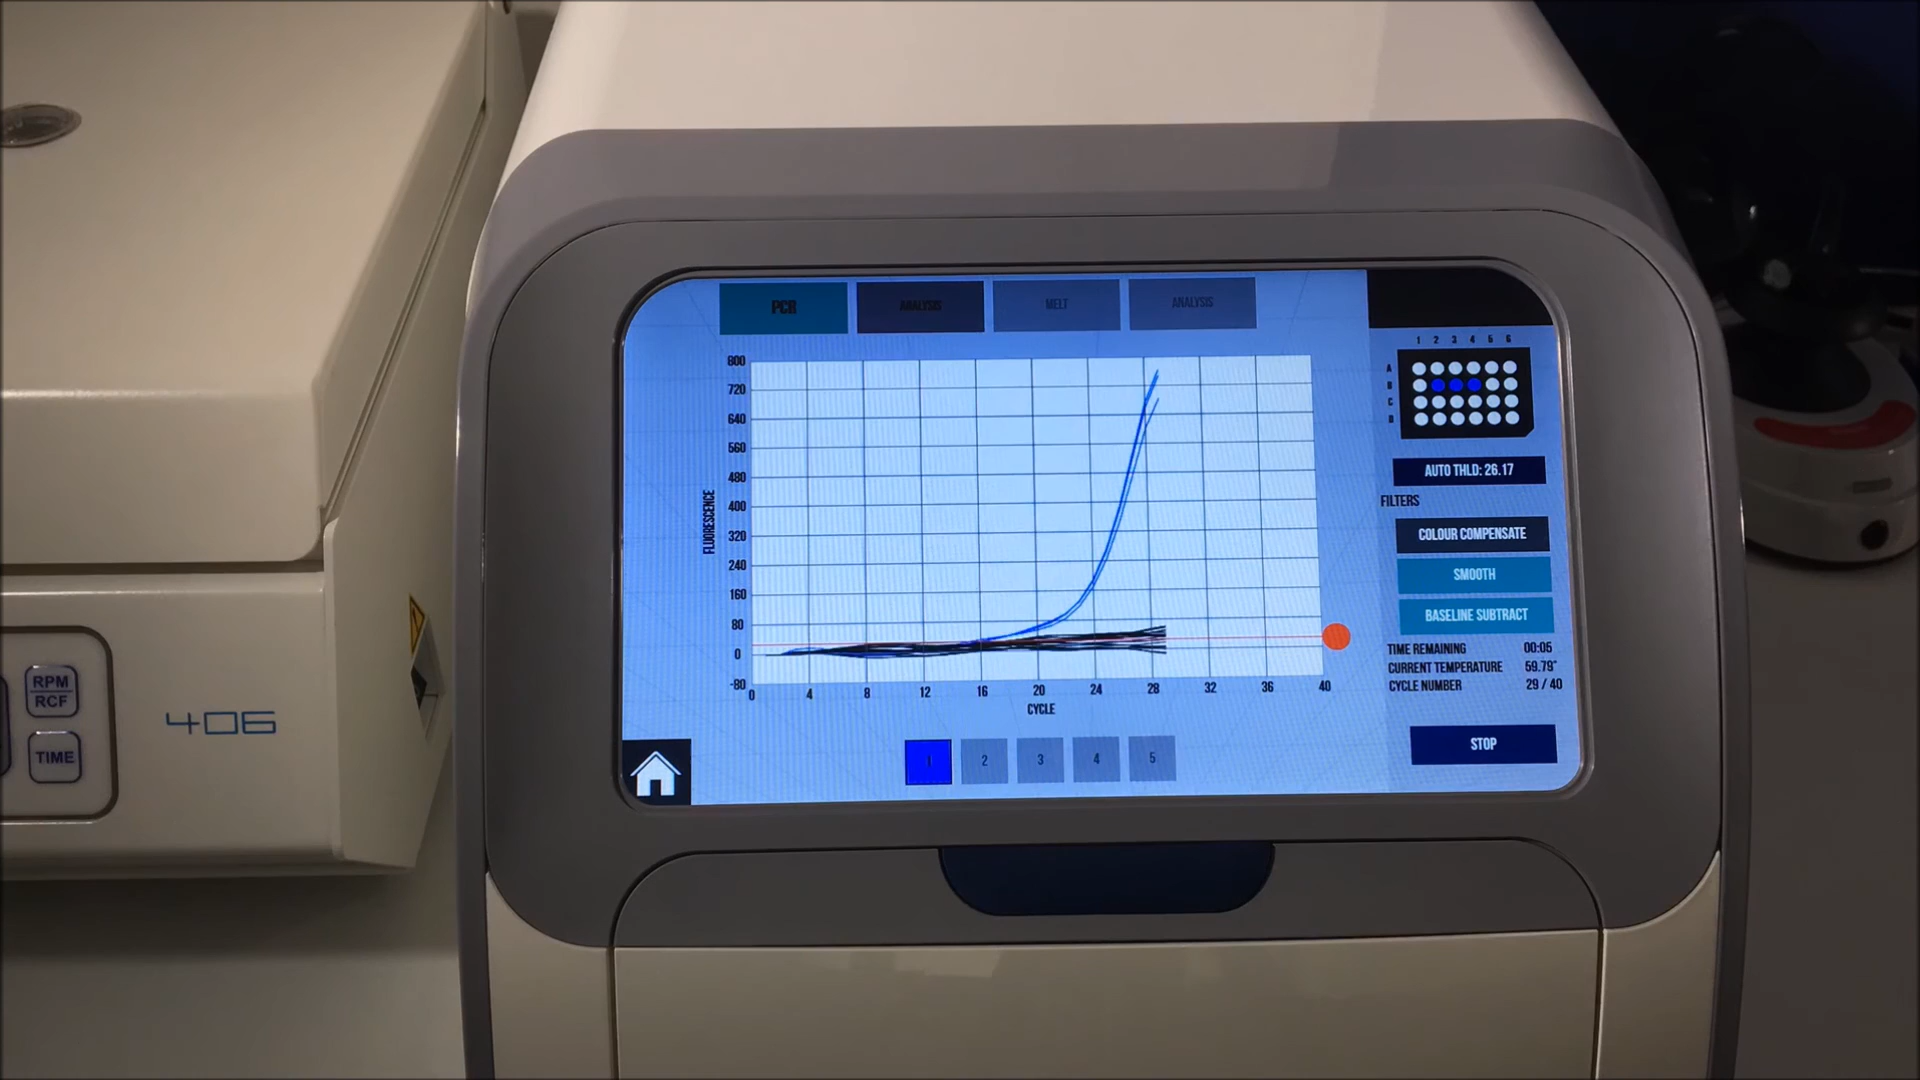 PCR
ANALYSIS
MELT
ANALYSIS
800
720
640
560
480
400
320
240
160
80
0
-80
FLUORESCENCE
0 4 8 12 16 20 24 28 32 36 40
CYCLE
1 2 3 4 5
1 2 3 4 5 6
A
B
C
D
AUTO THLD: 26.17
FILTERS
COLOUR COMPENSATE
SMOOTH
BASELINE SUBTRACT
TIME REMAINING 00:05
CURRENT TEMPERATURE 59.79°
CYCLE NUMBER 29 / 40
STOP
RPM
RCF
TIME
406